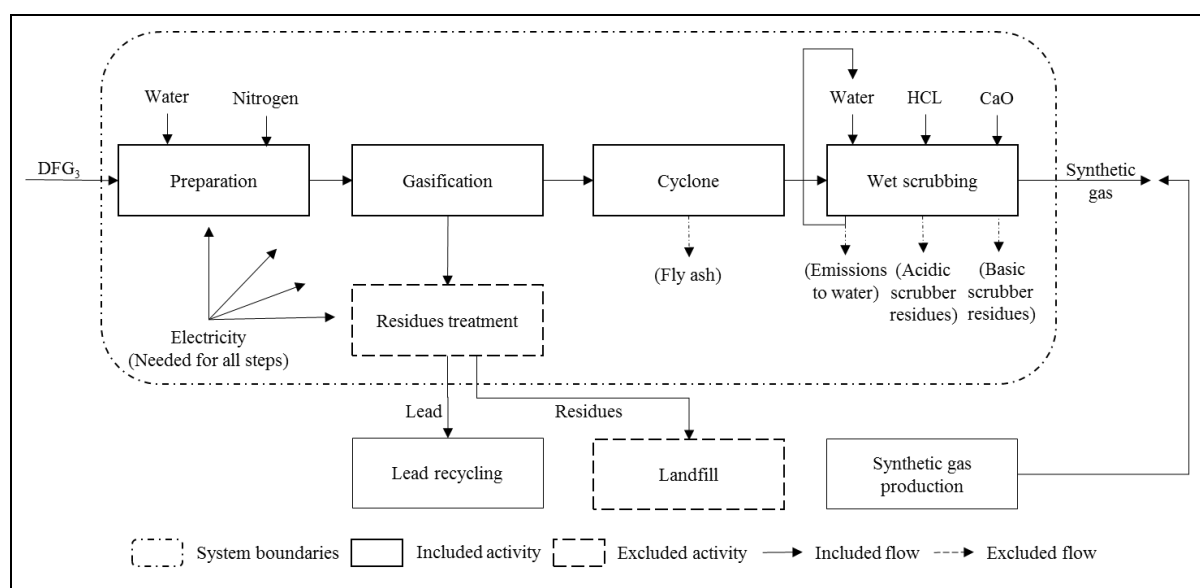 Water
Nitrogen
Water
HCL
CaO
DFG₃
Preparation
Gasification
Cyclone
Wet scrubbing
Synthetic
gas
(Fly ash)
(Emissions
to water)
(Acidic
scrubber
residues)
(Basic
scrubber
residues)
Electricity
(Needed for all steps)
Residues treatment
Lead
Residues
Lead recycling
Landfill
Synthetic gas
production
System boundaries
Included activity
Excluded activity
Included flow
Excluded flow